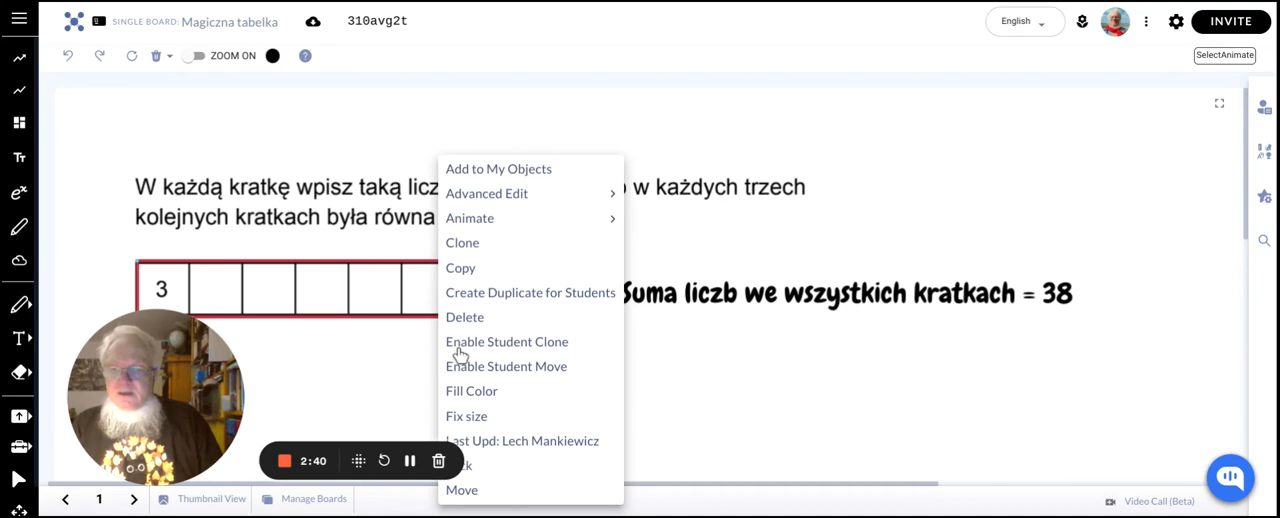 SINGLE BOARD: Magiczna tabelka
310avg2t
English
INVITE
ZOOM ON
SelectAnimate
W każdą kratkę wpisz taką licz
w każdych trzech
kolejnych kratkach była równa
3
Suma liczb we wszystkich kratkach = 38
Add to My Objects
Advanced Edit
Animate
Clone
Copy
Create Duplicate for Students
Delete
Enable Student Clone
Enable Student Move
Fill Color
Fix size
Last Upd: Lech Mankiewicz
Move
2:40
1
Thumbnail View
Manage Boards
Video Call (Beta)